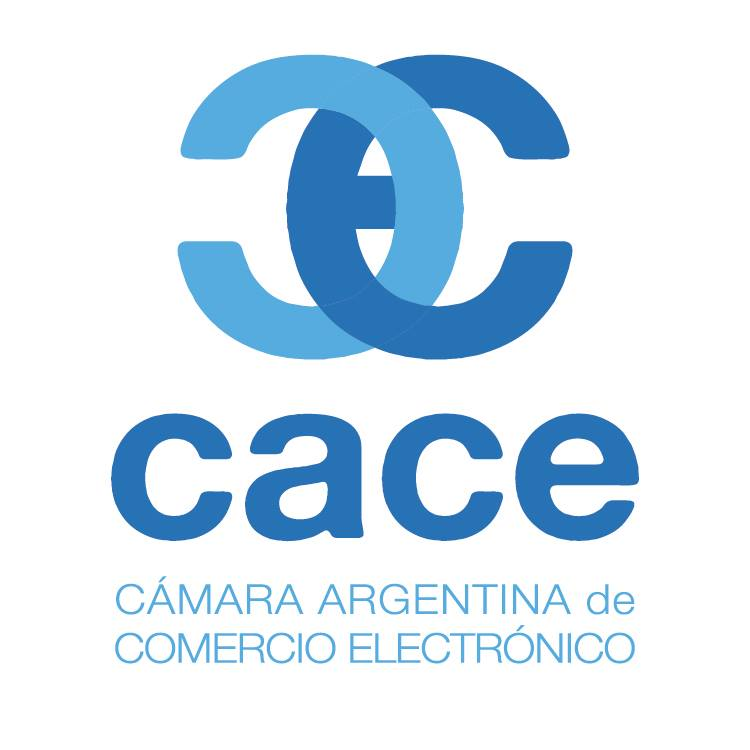 cace
CÁMARA ARGENTINA de
COMERCIO ELECTRÓNICO